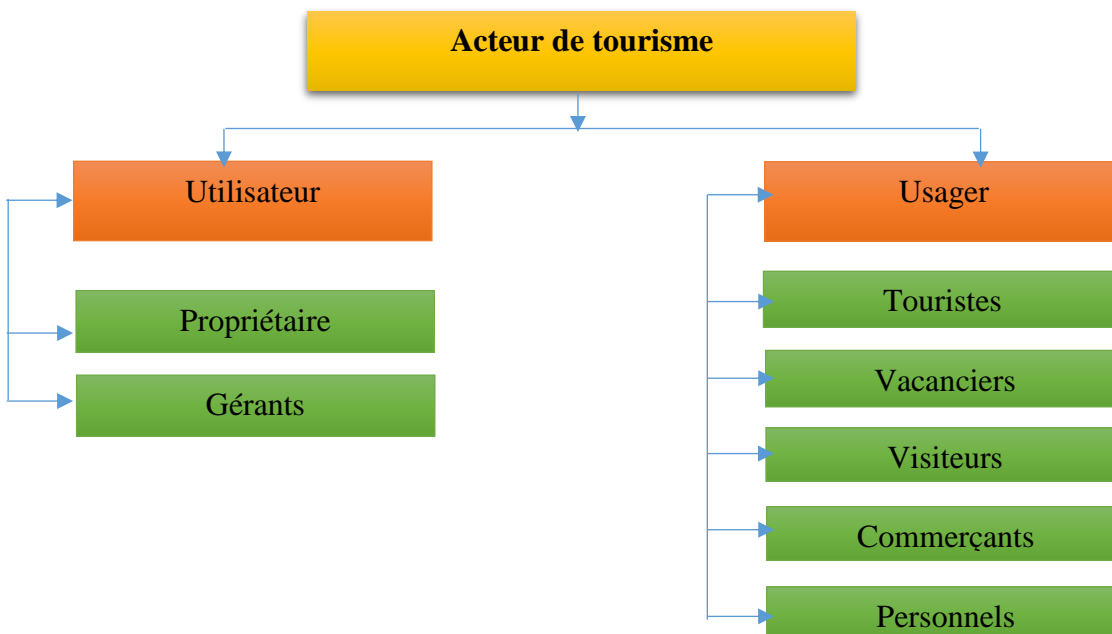 Acteur de tourisme
Utilisateur
Propriétaire
Gérants
Usager
Touristes
Vacanciers
Visiteurs
Commerçants
Personnels